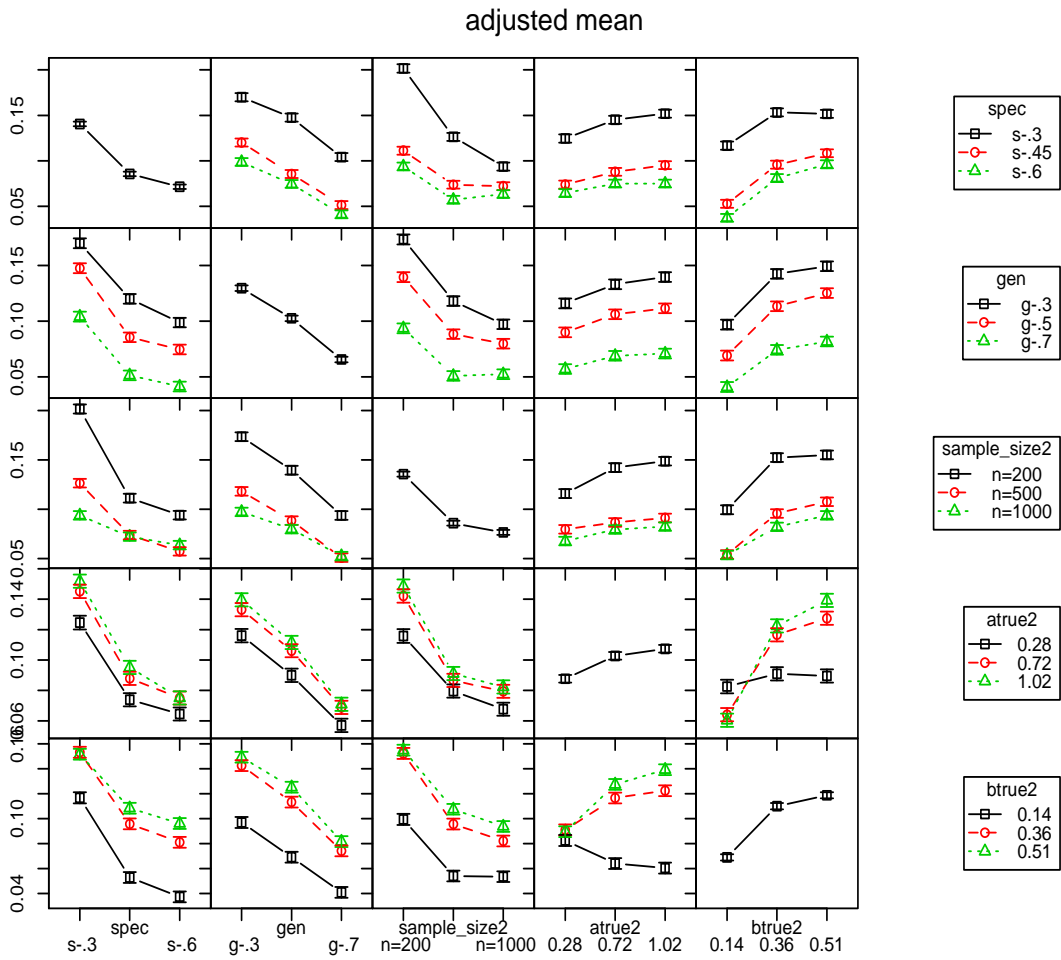 adjusted mean
0.15
0.05
spec
s-.3
s-.45
s-.6
0.15
0.10
0.05
gen
g-.3
g-.5
g-.7
0.15
0.05
sample_size2
n=200
n=500
n=1000
0.14
0.10
0.06
atrue2
0.28
0.72
1.02
0.16
0.10
0.04
btrue2
0.14
0.36
0.51
spec gen sample_size2 atrue2 btrue2
s-.3 s-.6 g-.3 g-.7 n=200 n=1000 0.28 0.72 1.02 0.14 0.36 0.51